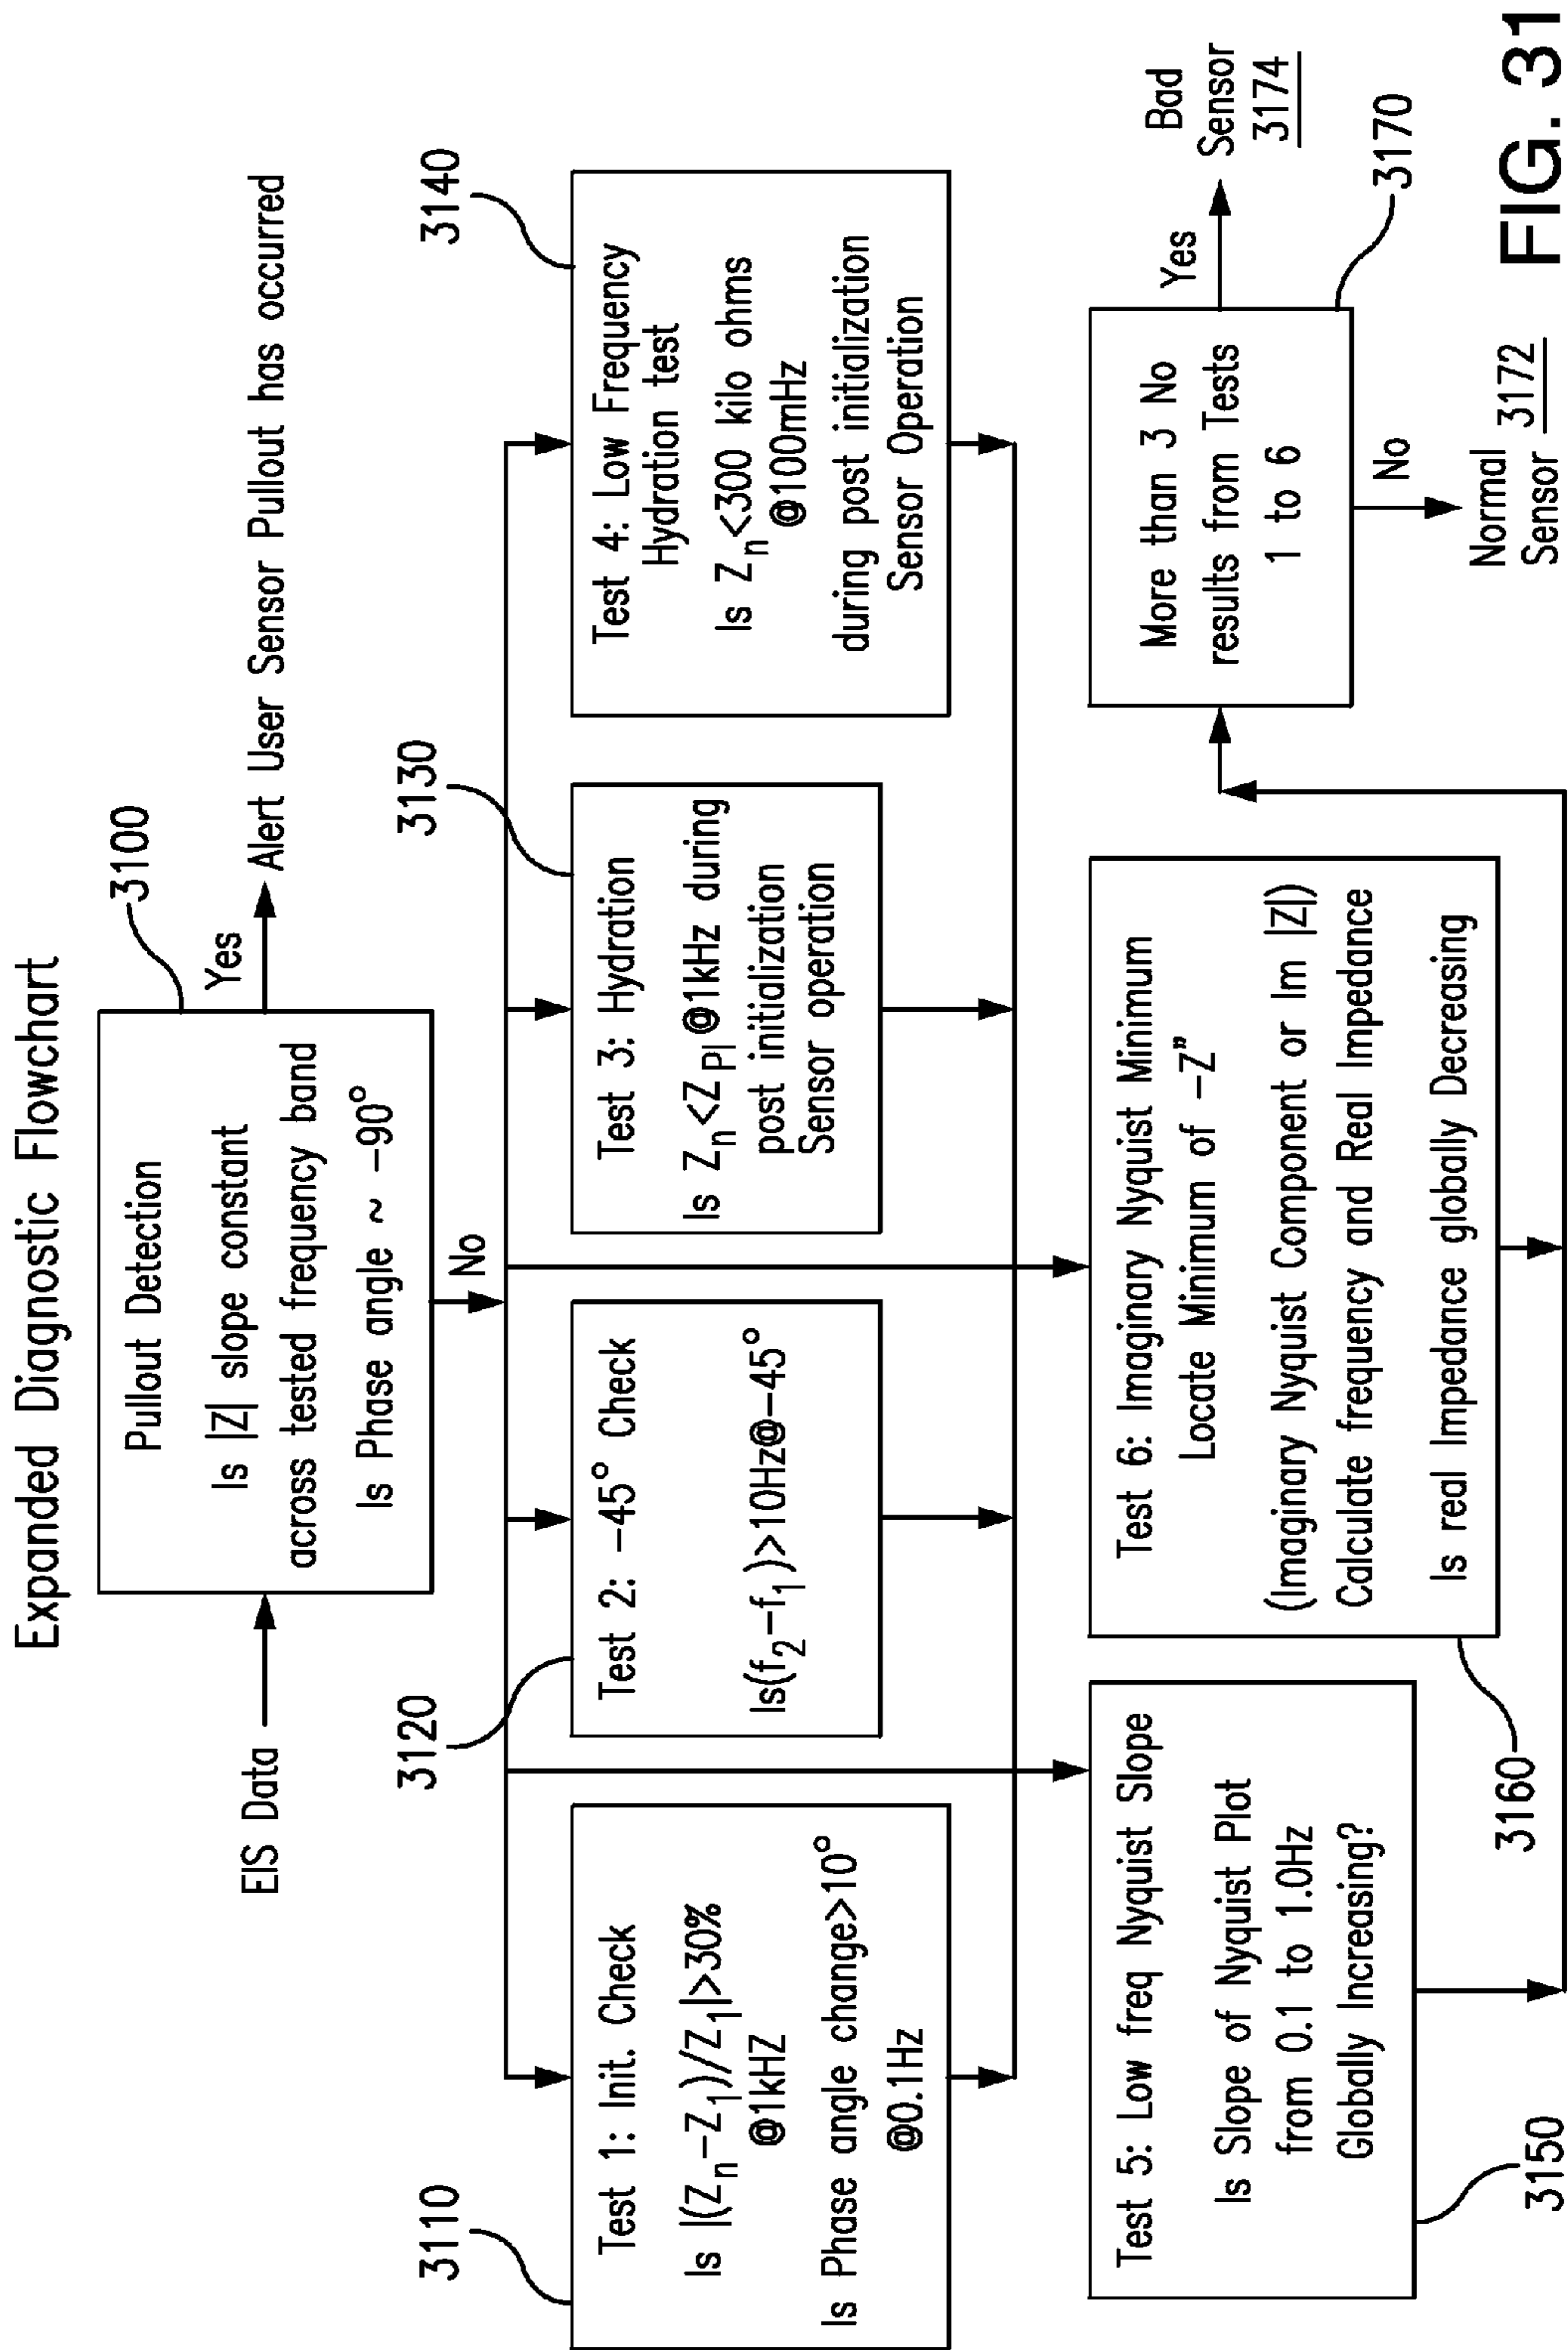 Expanded Diagnostic Flowchart
EIS Data
Pullout Detection
Is |Z| slope constant
across tested frequency band
Is Phase angle ~ -90°
3100
Yes
Alert User Sensor Pullout has occurred
No
3110
Test 1: Init. Check
Is |(Zn-Z1)/Z1|>30%
@1kHZ
Is Phase angle change>10°
@0.1Hz
3120
Test 2: -45° Check
Is(f2-f1)>10Hz@-45°
3130
Test 3: Hydration
Is Zn<ZPI@1kHz during
post initialization
Sensor operation
3140
Test 4: Low Frequency
Hydration test
Is Zn<300 kilo ohms
@100mHz
during post initialization
Sensor Operation
Test 5: Low freq Nyquist Slope
Is Slope of Nyquist Plot
from 0.1 to 1.0Hz
Globally Increasing?
3150
Test 6: Imaginary Nyquist Minimum
Locate Minimum of -Z"
(Imaginary Nyquist Component or Im |Z|)
Calculate frequency and Real Impedance
Is real Impedance globally Decreasing
3160
More than 3 No
results from Tests
1 to 6
3170
Yes
Bad
Sensor
3174
No
Normal
Sensor
3172
FIG. 31